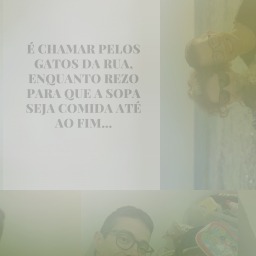 É CHAMAR PELOS
GATOS DA RUA,
ENQUANTO REZO
PARA QUE A SOPA
SEJA COMIDA ATÉ
AO FIM...